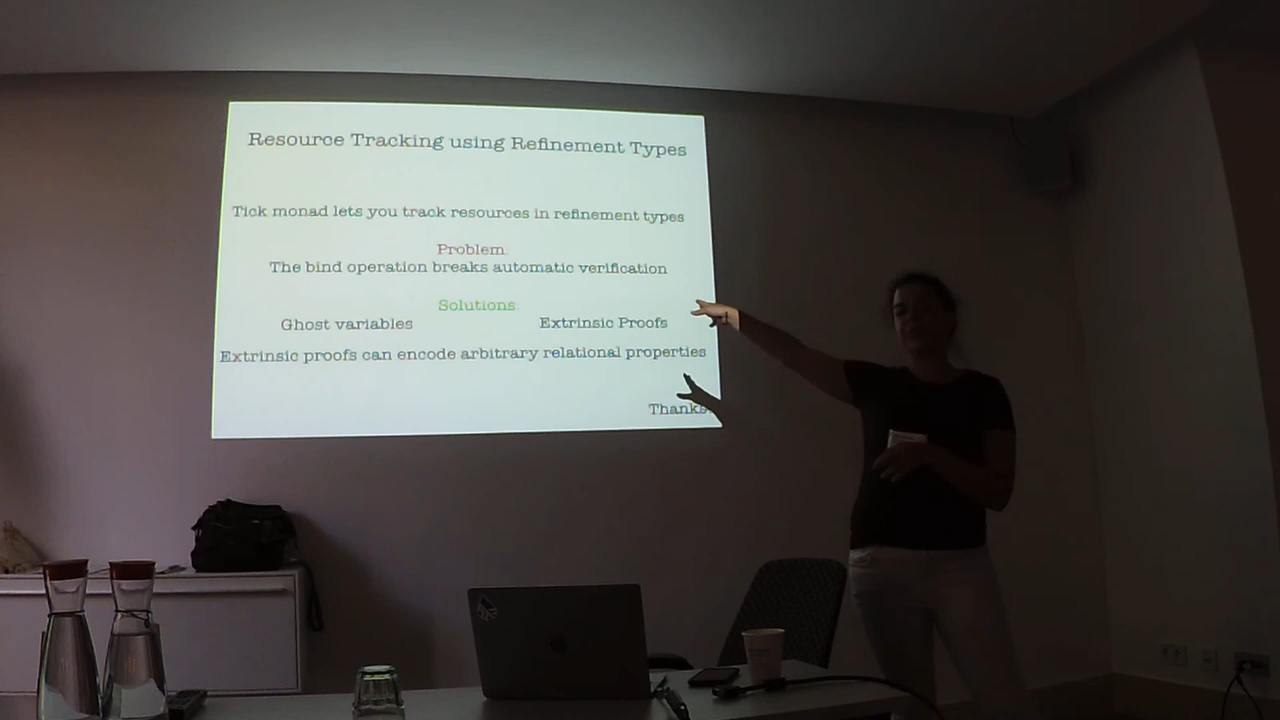 Resource Tracking using Refinement Types
Tick monad lets you track resources in refinement types
Problem
The bind operation breaks automatic verification
Solutions
Ghost variables Extrinsic Proofs
Extrinsic proofs can encode arbitrary relational properties
Thanks